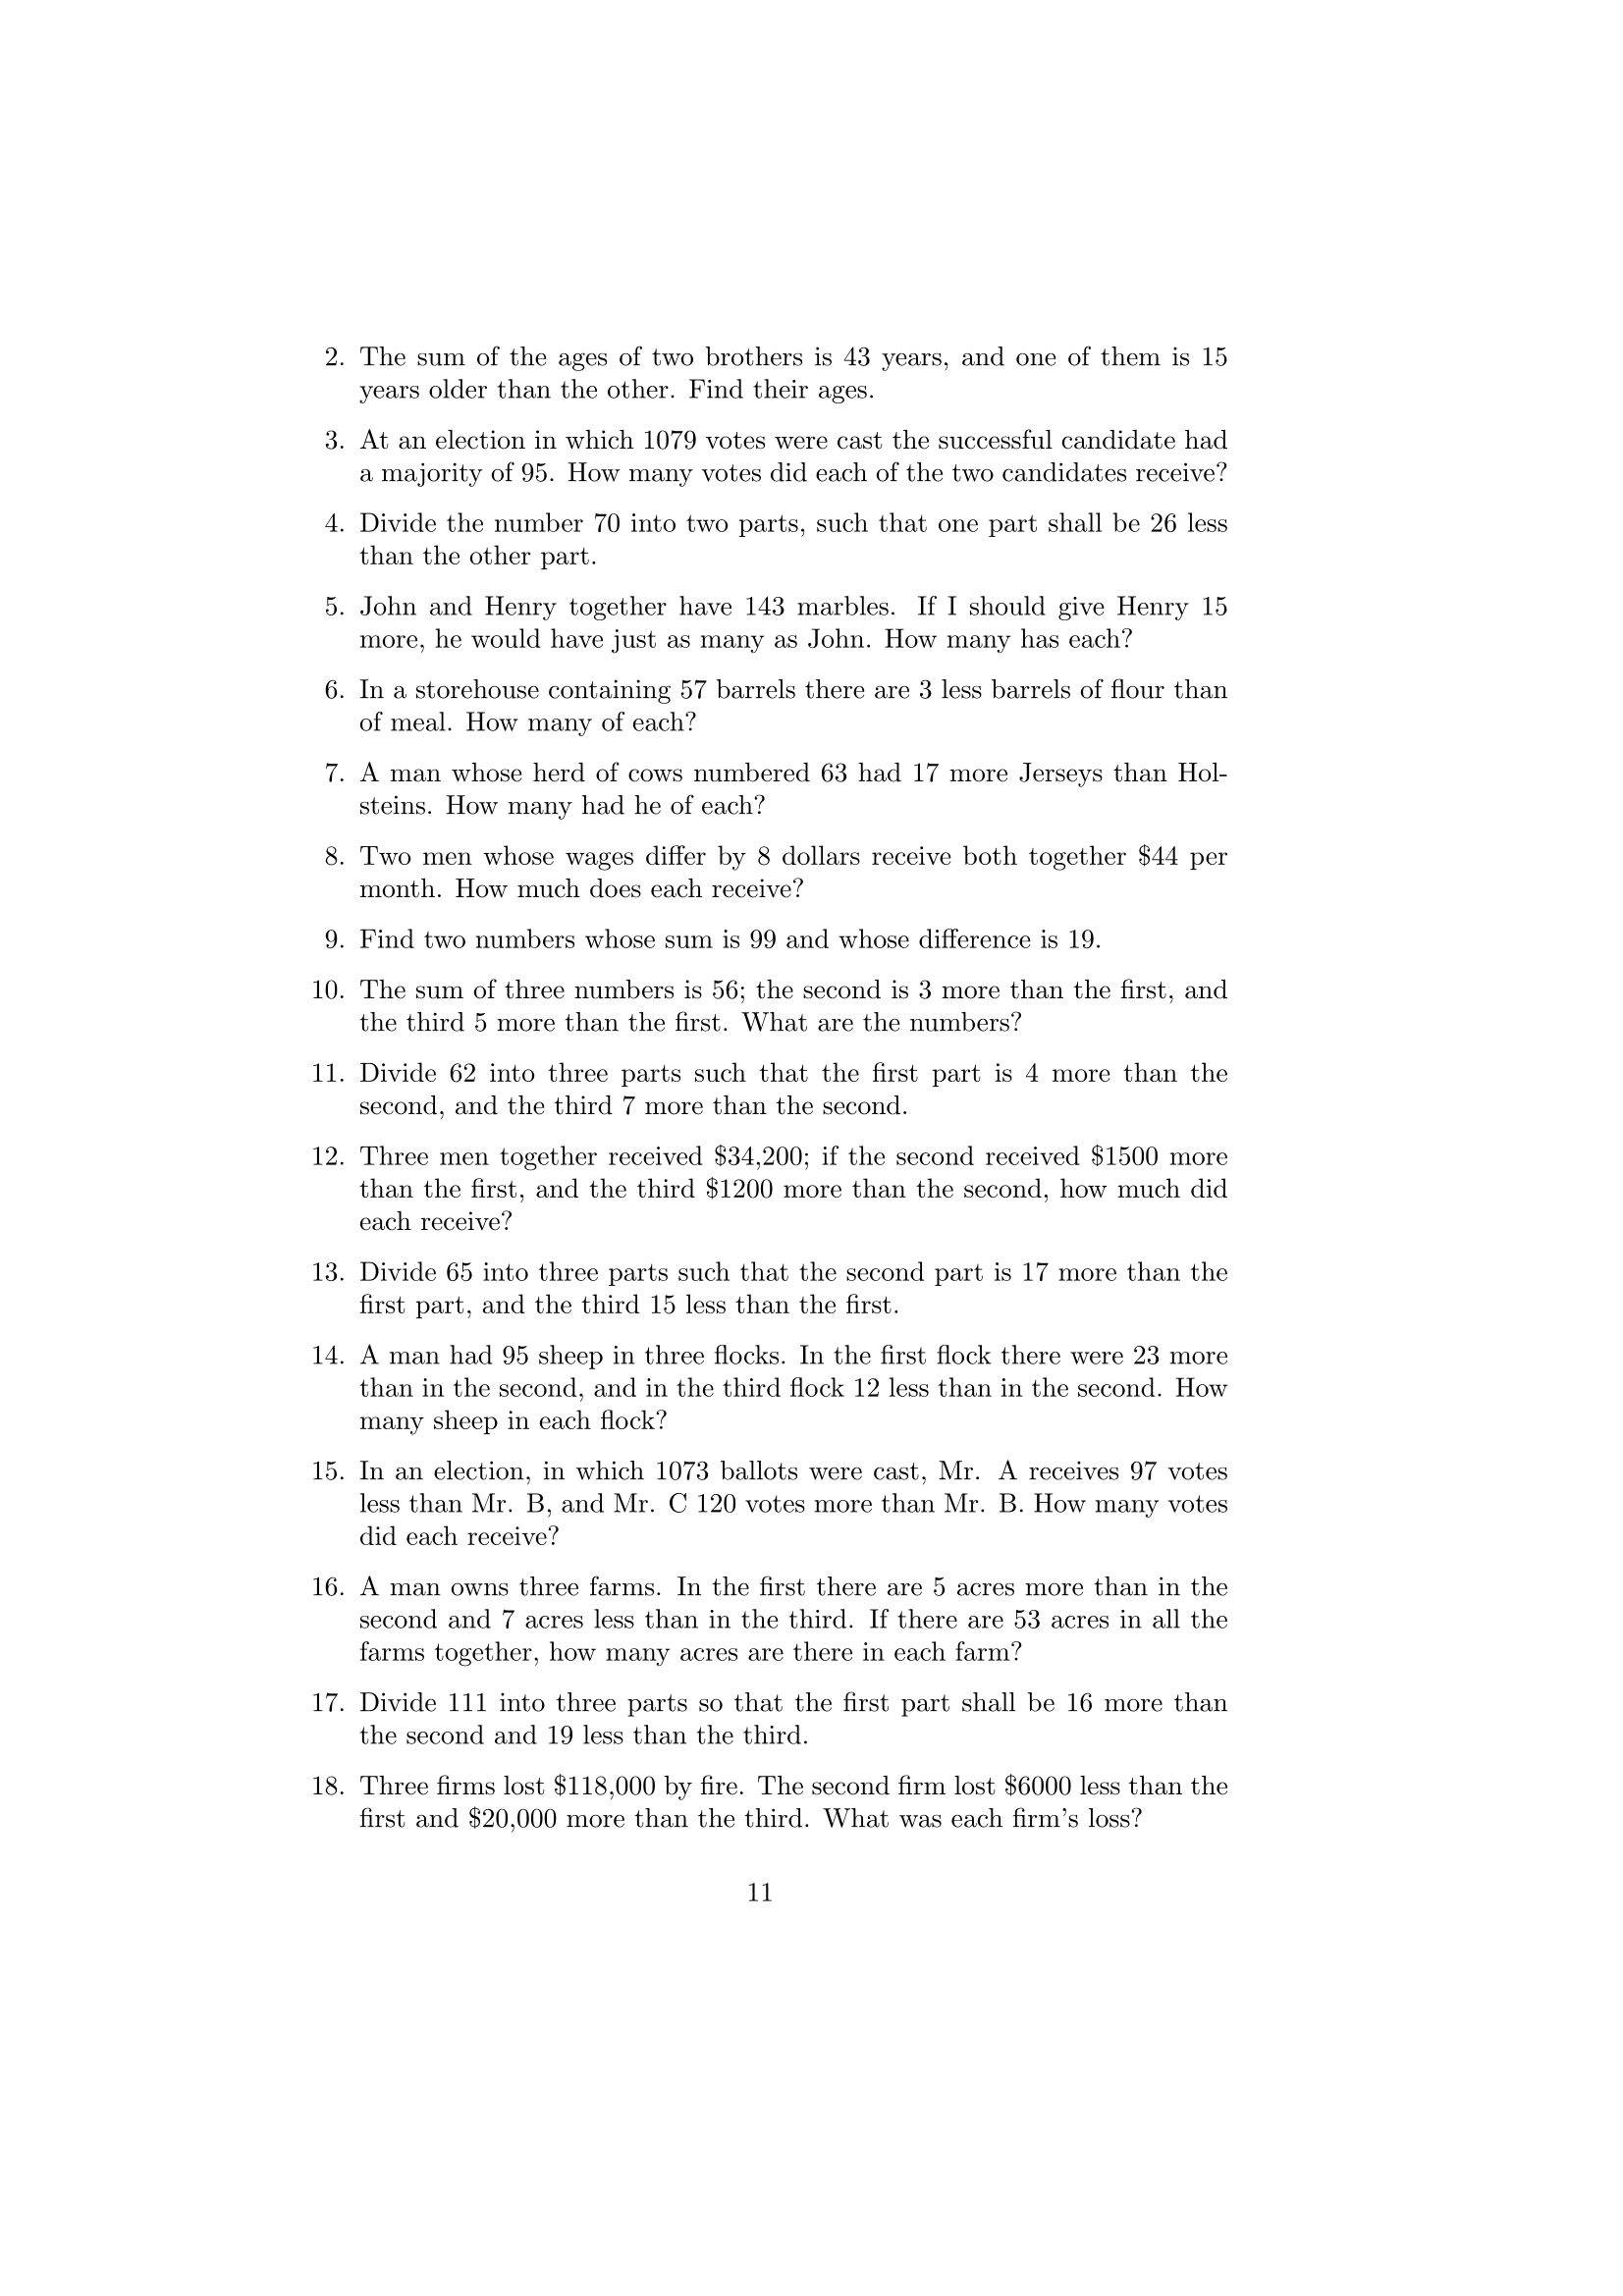 2. The sum of the ages of two brothers is 43 years, and one of them is 15
years older than the other. Find their ages.
3. At an election in which 1079 votes were cast the successful candidate had
a majority of 95. How many votes did each of the two candidates receive?
4. Divide the number 70 into two parts, such that one part shall be 26 less
than the other part.
5. John and Henry together have 143 marbles. If I should give Henry 15
more, he would have just as many as John. How many has each?
6. In a storehouse containing 57 barrels there are 3 less barrels of flour than
of meal. How many of each?
7. A man whose herd of cows numbered 63 had 17 more Jerseys than Hol-
steins. How many had he of each?
8. Two men whose wages differ by 8 dollars receive both together $44 per
month. How much does each receive?
9. Find two numbers whose sum is 99 and whose difference is 19.
10. The sum of three numbers is 56; the second is 3 more than the first, and
the third 5 more than the first. What are the numbers?
11. Divide 62 into three parts such that the first part is 4 more than the
second, and the third 7 more than the second.
12. Three men together received $34,200; if the second received $1500 more
than the first, and the third $1200 more than the second, how much did
each receive?
13. Divide 65 into three parts such that the second part is 17 more than the
first part, and the third 15 less than the first.
14. A man had 95 sheep in three flocks. In the first flock there were 23 more
than in the second, and in the third flock 12 less than in the second. How
many sheep in each flock?
15. In an election, in which 1073 ballots were cast, Mr. A receives 97 votes
less than Mr. B, and Mr. C 120 votes more than Mr. B. How many votes
did each receive?
16. A man owns three farms. In the first there are 5 acres more than in the
second and 7 acres less than in the third. If there are 53 acres in all the
farms together, how many acres are there in each farm?
17. Divide 111 into three parts so that the first part shall be 16 more than
the second and 19 less than the third.
18. Three firms lost $118,000 by fire. The second firm lost $6000 less than the
first and $20,000 more than the third. What was each firm's loss?
11